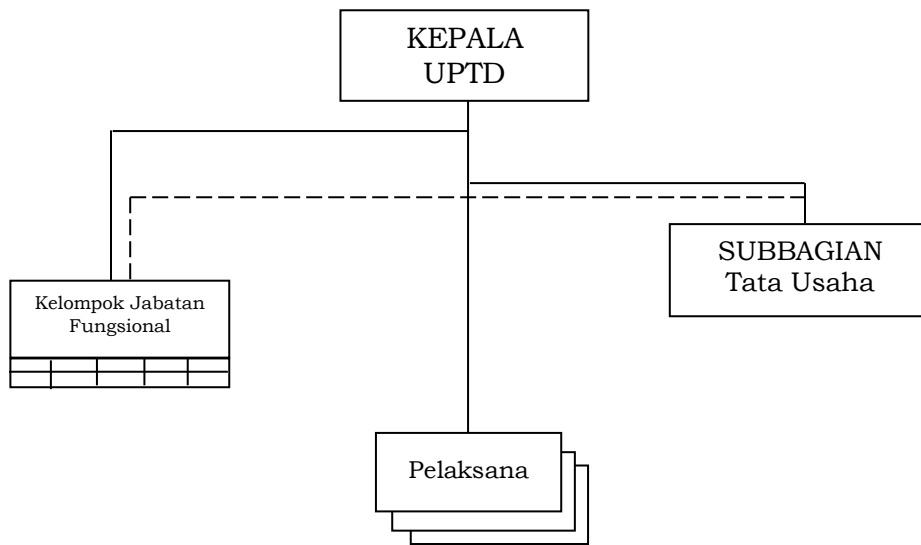 KEPALA
UPTD
SUBBAGIAN
Tata Usaha
Kelompok Jabatan
Fungsional
Pelaksana